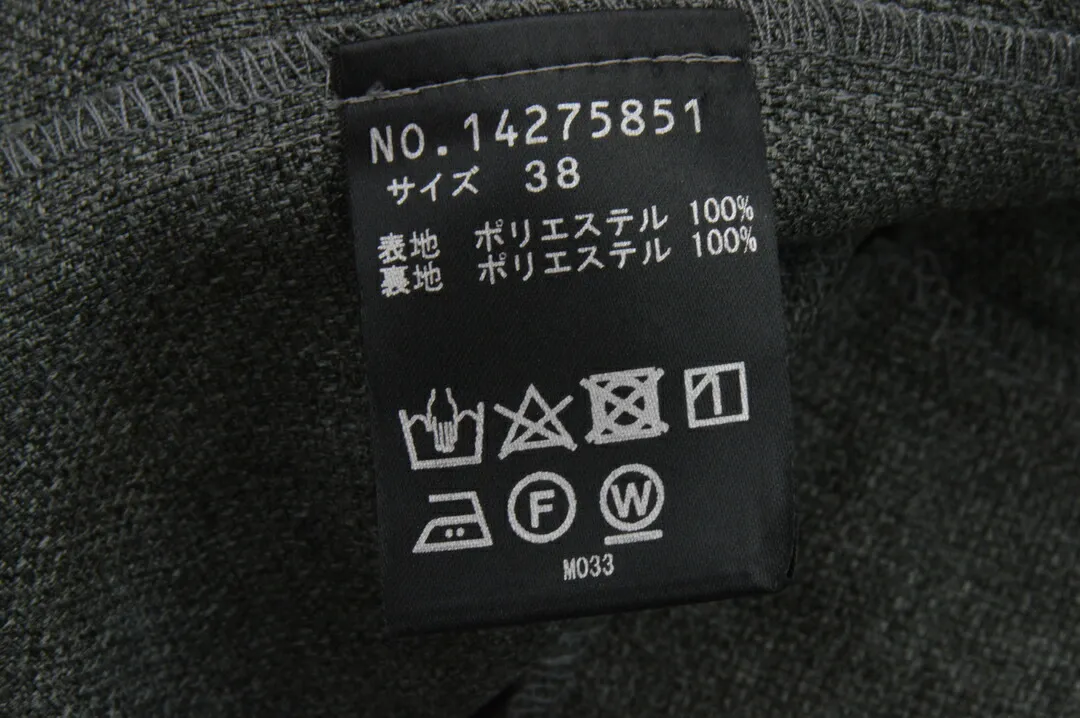 NO.14275851
サイズ 38
表地 ポリエステル 100%
裏地 ポリエステル 100%
F W
M033